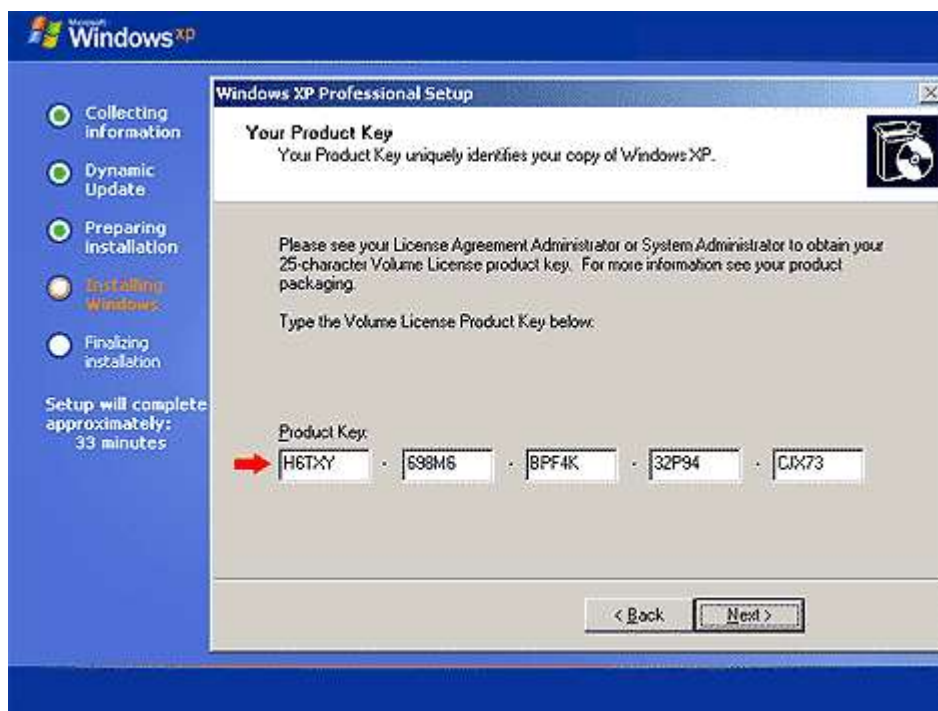 Microsoft
Windows xp
Collecting
information
Dynamic
Update
Preparing
installation
Installing
Windows
Finalizing
installation
Setup will complete
approximately:
33 minutes
Windows XP Professional Setup
Your Product Key
Your Product Key uniquely identifies your copy of Windows XP.
Please see your License Agreement Administrator or System Administrator to obtain your
25-character Volume License product key. For more information see your product
packaging.
Type the Volume License Product Key below:
Product Key:
H6TXY - 698M6 - BPF4K - 32P94 - CJX73
< Back
Next >